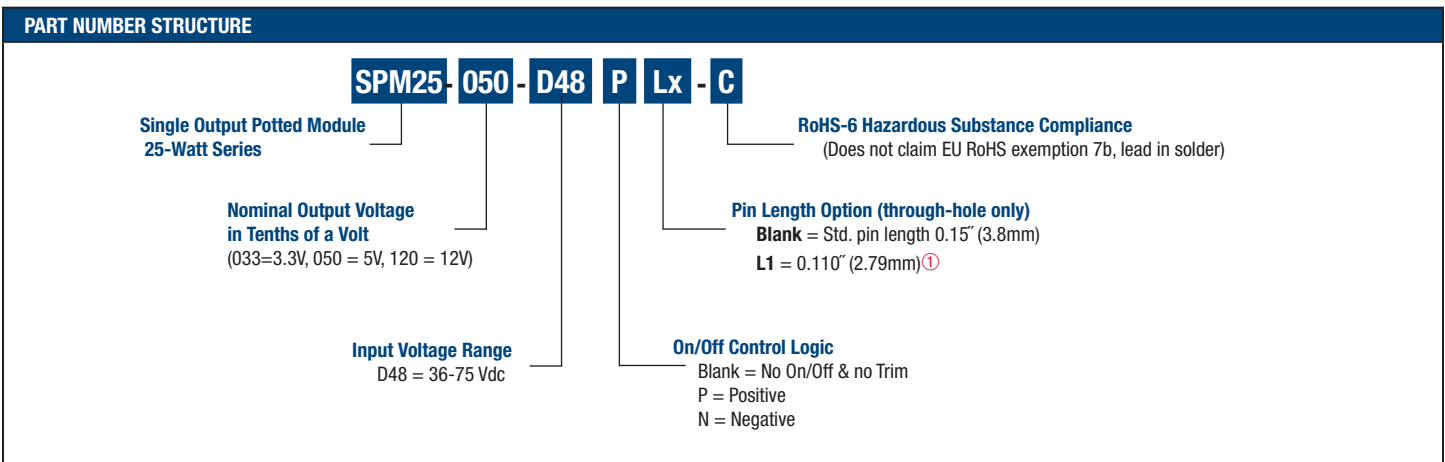 PART NUMBER STRUCTURE
SPM25 - 050 - D48 P Lx - C
Single Output Potted Module
25-Watt Series
RoHS-6 Hazardous Substance Compliance
(Does not claim EU RoHS exemption 7b, lead in solder)
Nominal Output Voltage
in Tenths of a Volt
(033=3.3V, 050 = 5V, 120 = 12V)
Pin Length Option (through-hole only)
Blank = Std. pin length 0.15˝ (3.8mm)
L1 = 0.110˝ (2.79mm)①
Input Voltage Range
D48 = 36-75 Vdc
On/Off Control Logic
Blank = No On/Off & no Trim
P = Positive
N = Negative